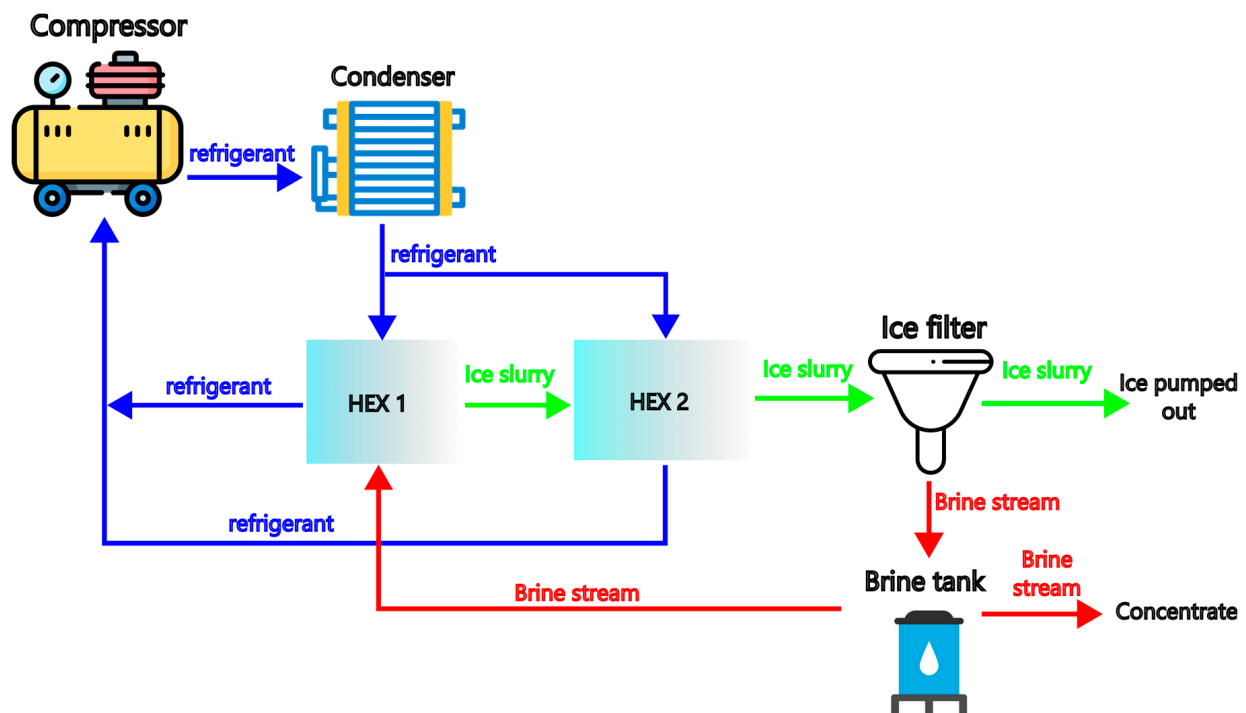 Compressor
Condenser
refrigerant
refrigerant
Ice filter
Ice slurry
Ice slurry
Ice slurry
Ice pumped
out
refrigerant
HEX 1
HEX 2
Brine stream
refrigerant
Brine
stream
Brine tank
Brine stream
Concentrate